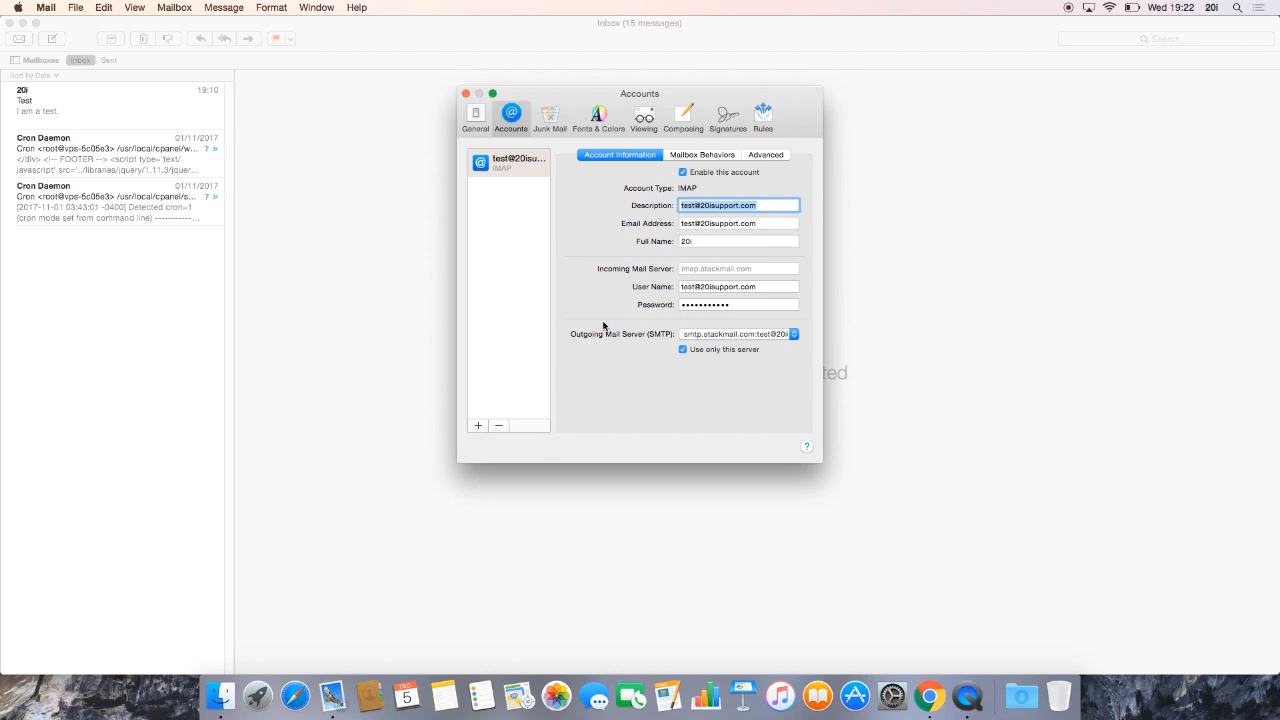 Mail File Edit View Mailbox Message Format Window Help Wed 19:22 20i
Inbox (15 messages)
Search
Mailboxes Inbox Sent
Sort by Date
20i 19:10
Test
I am a test.
Cron Daemon 01/11/2017
Cron <root@vps-5c05e3> /usr/local/cpanel/w... 7 »
</div> <!-- FOOTER --> <script type='text/
javascript' src='../libraries/jquery/1.11.3/jquer...
Cron Daemon 01/11/2017
Cron <root@vps-5c05e3> /usr/local/cpanel/s... 7 »
[2017-11-01 03:43:01 -0400] Detected cron=1
(cron mode set from command line) ----------...
Accounts
General Accounts Junk Mail Fonts & Colors Viewing Composing Signatures Rules
test@20isu...
IMAP
Account Information Mailbox Behaviors Advanced
Enable this account
Account Type: IMAP
Description: test@20isupport.com
Email Address: test@20isupport.com
Full Name: 20i
Incoming Mail Server: imap.stackmail.com
User Name: test@20isupport.com
Password: •••••••••••
Outgoing Mail Server (SMTP): smtp.stackmail.com:test@20i
Use only this server
+ −
?
ted
DEC
5